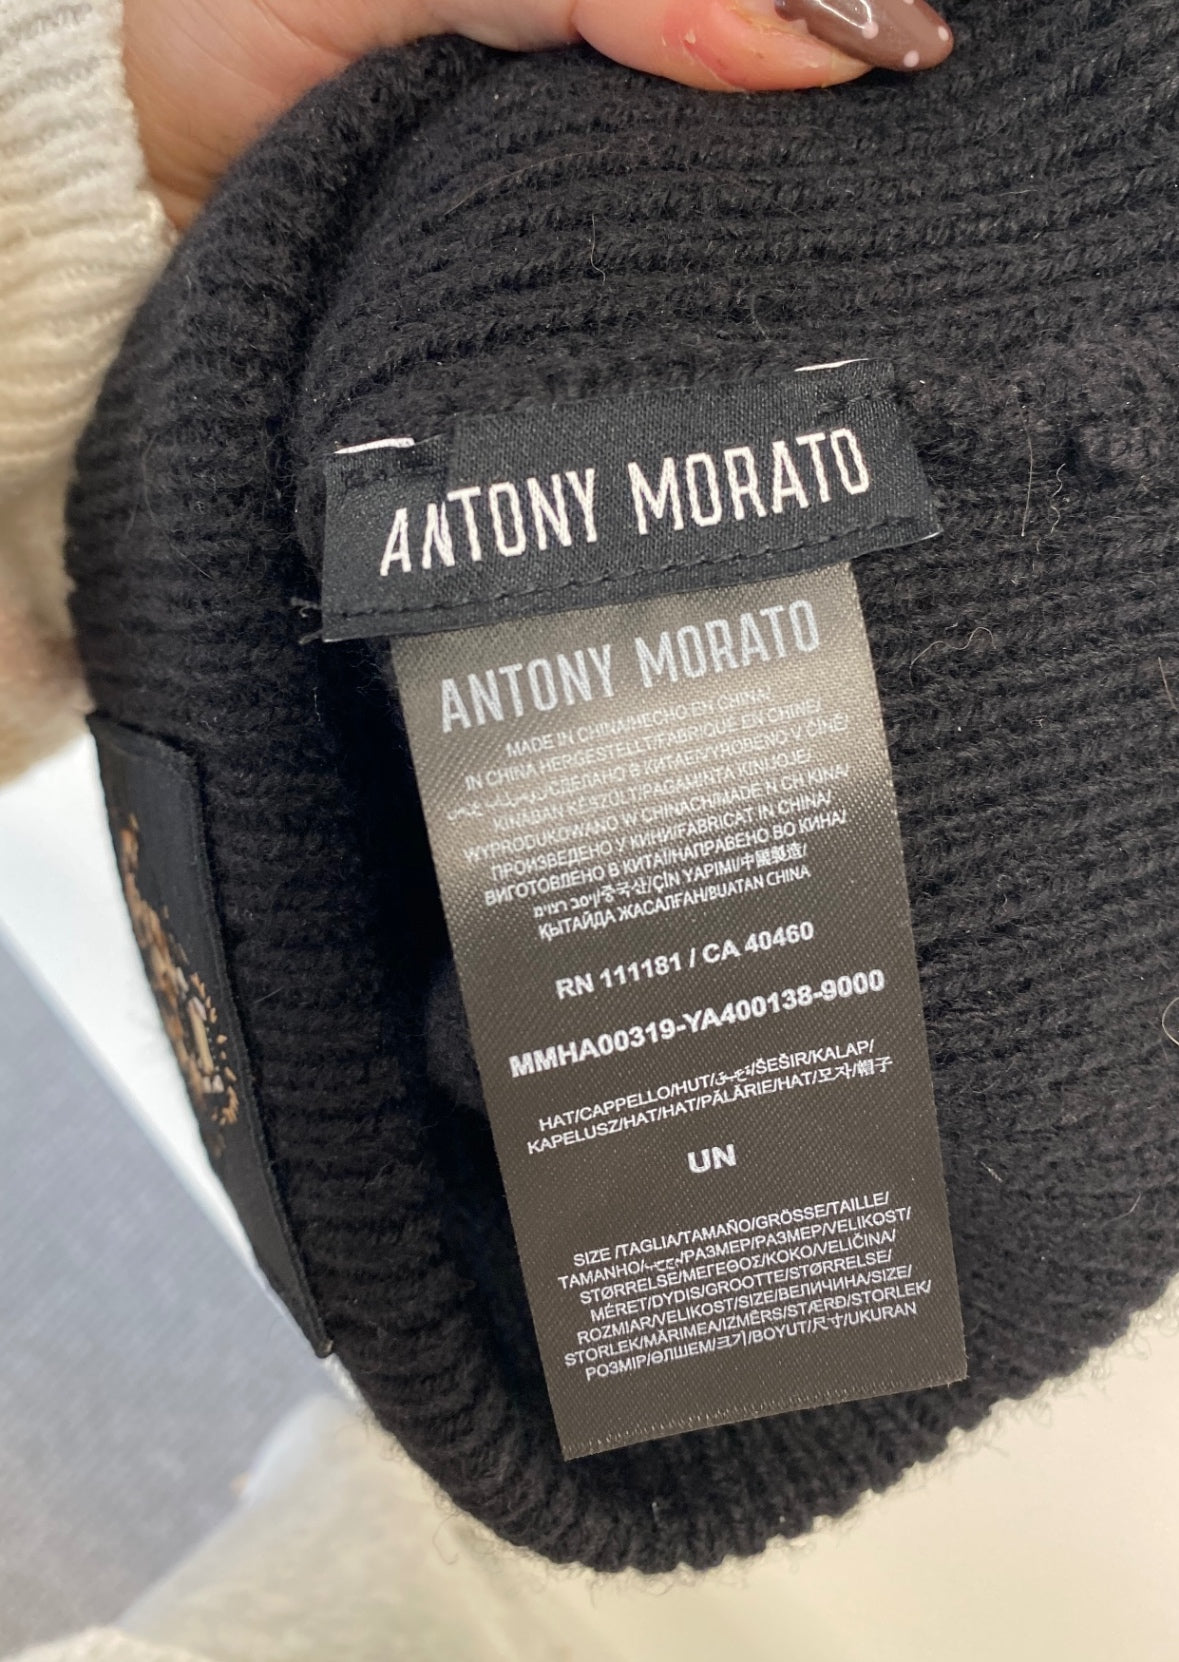 ANTONY MORATO
ANTONY MORATO
MADE IN CHINA/HECHO EN CHINA/
IN CHINA HERGESTELLT/FABRIQUE EN CHINE/
СДЕЛАНО В КИТАЕ/VYROBENO V ČÍNĚ/
KINÁBAN KÉSZÜLT/PAGAMINTA KINIJOJE/
WYPRODUKOWANO W CHINACH/MADE N CH KINA/
ПРОИЗВЕДЕНО У КИНИ/FABRICAT IN CHINA/
ВИГОТОВЛЕНО В КИТАЇ/НАПРАВЕНО ВО КИНА/
중국산/ÇİN YAPIMI/中國製造/
ҚЫТАЙДА ЖАСАЛҒАН/BUATAN CHINA
RN 111181 / CA 40460
MMHA00319-YA400138-9000
HAT/CAPPELLO/HUT/ŠEŠIR/KALAP/
KAPELUSZ/HAT/HAT/PĂLĂRIE/HAT/모자/帽子
UN
SIZE /TAGLIA/TAMAÑO/GRÖSSE/TAILLE/
TAMANHO/РАЗМЕР/РАЗМЕР/VELIKOST/
STØRRELSE/ΜΕΓΕΘΟΣ/KOKO/VELIČINA/
MÉRET/DYDIS/GROOTTE/STØRRELSE/
ROZMIAR/VELIKOST/SIZE/ВЕЛИЧИНА/SIZE/
STORLEK/MĂRIMEA/IZMĒRS/STÆRÐ/STORLEK/
РОЗМІР/ӨЛШЕМ/크기/BOYUT/尺寸/UKURAN